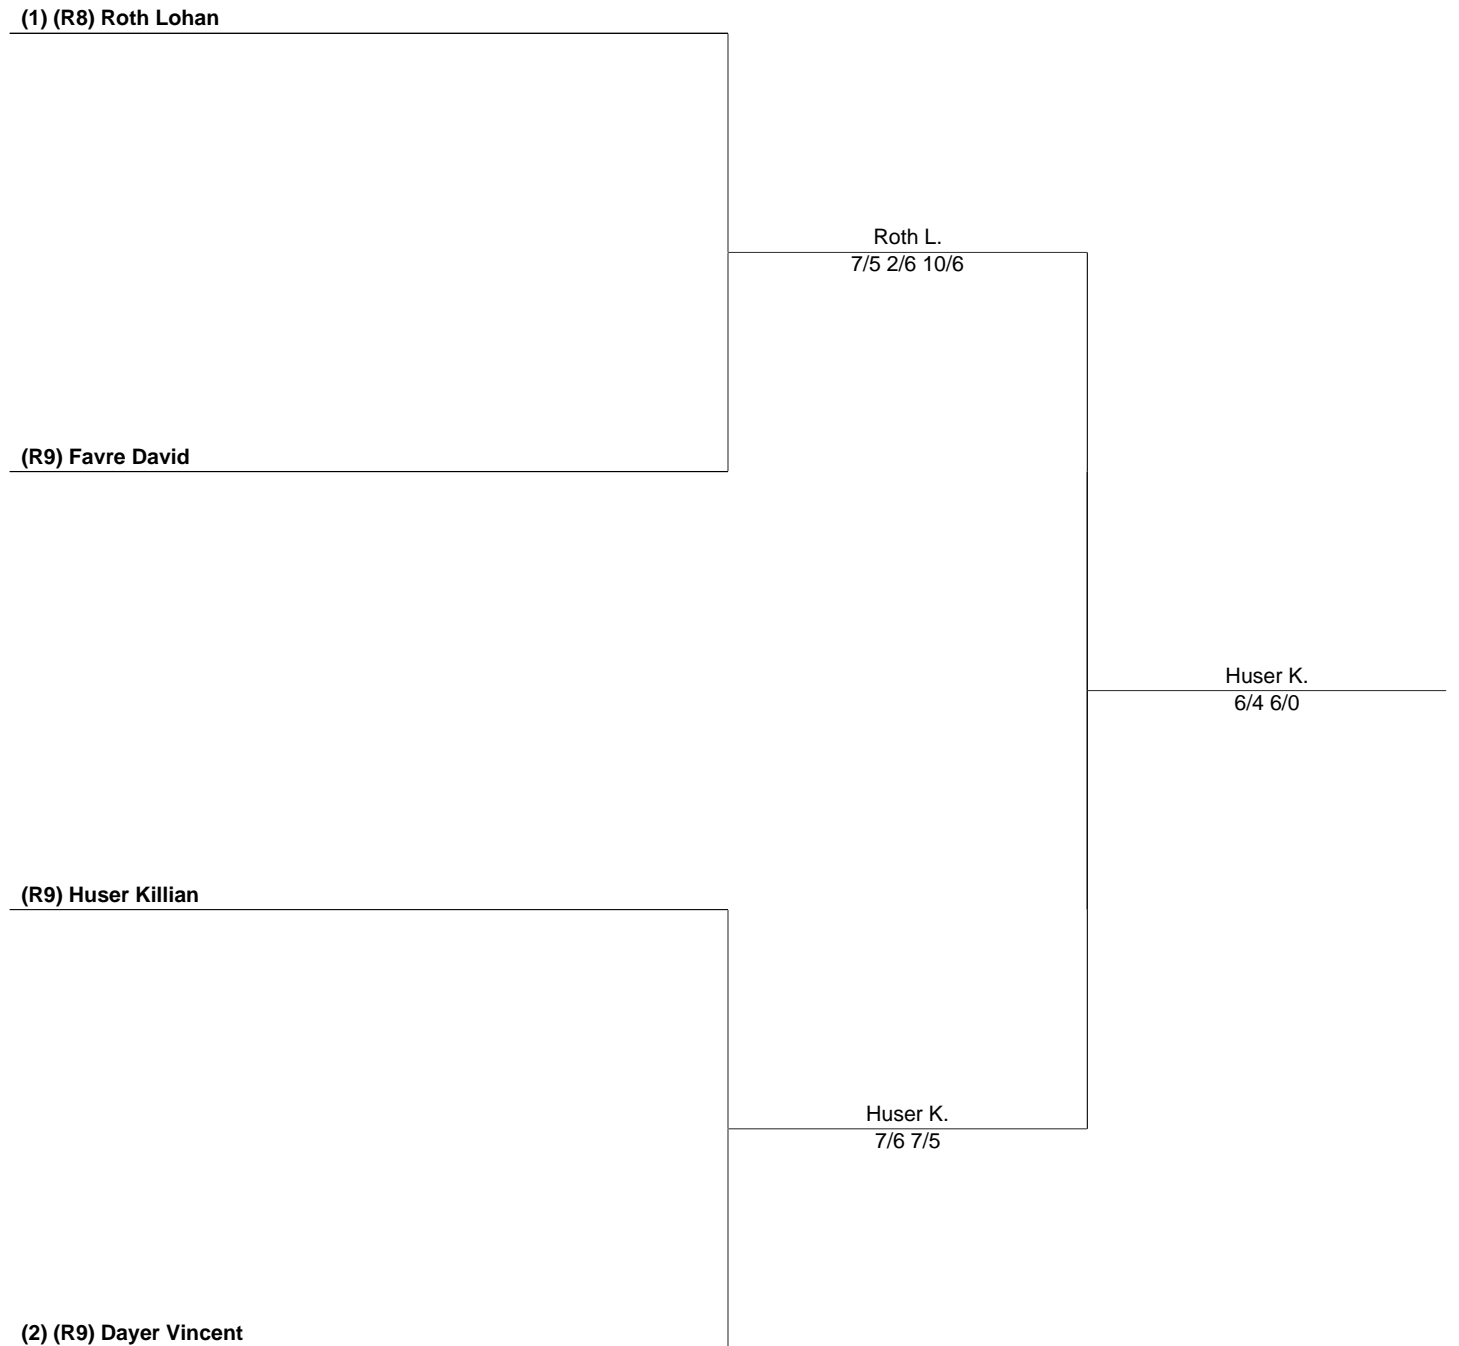 (1) (R8) Roth Lohan
Roth L.
7/5 2/6 10/6
(R9) Favre David
Huser K.
6/4 6/0
(R9) Huser Killian
Huser K.
7/6 7/5
(2) (R9) Dayer Vincent